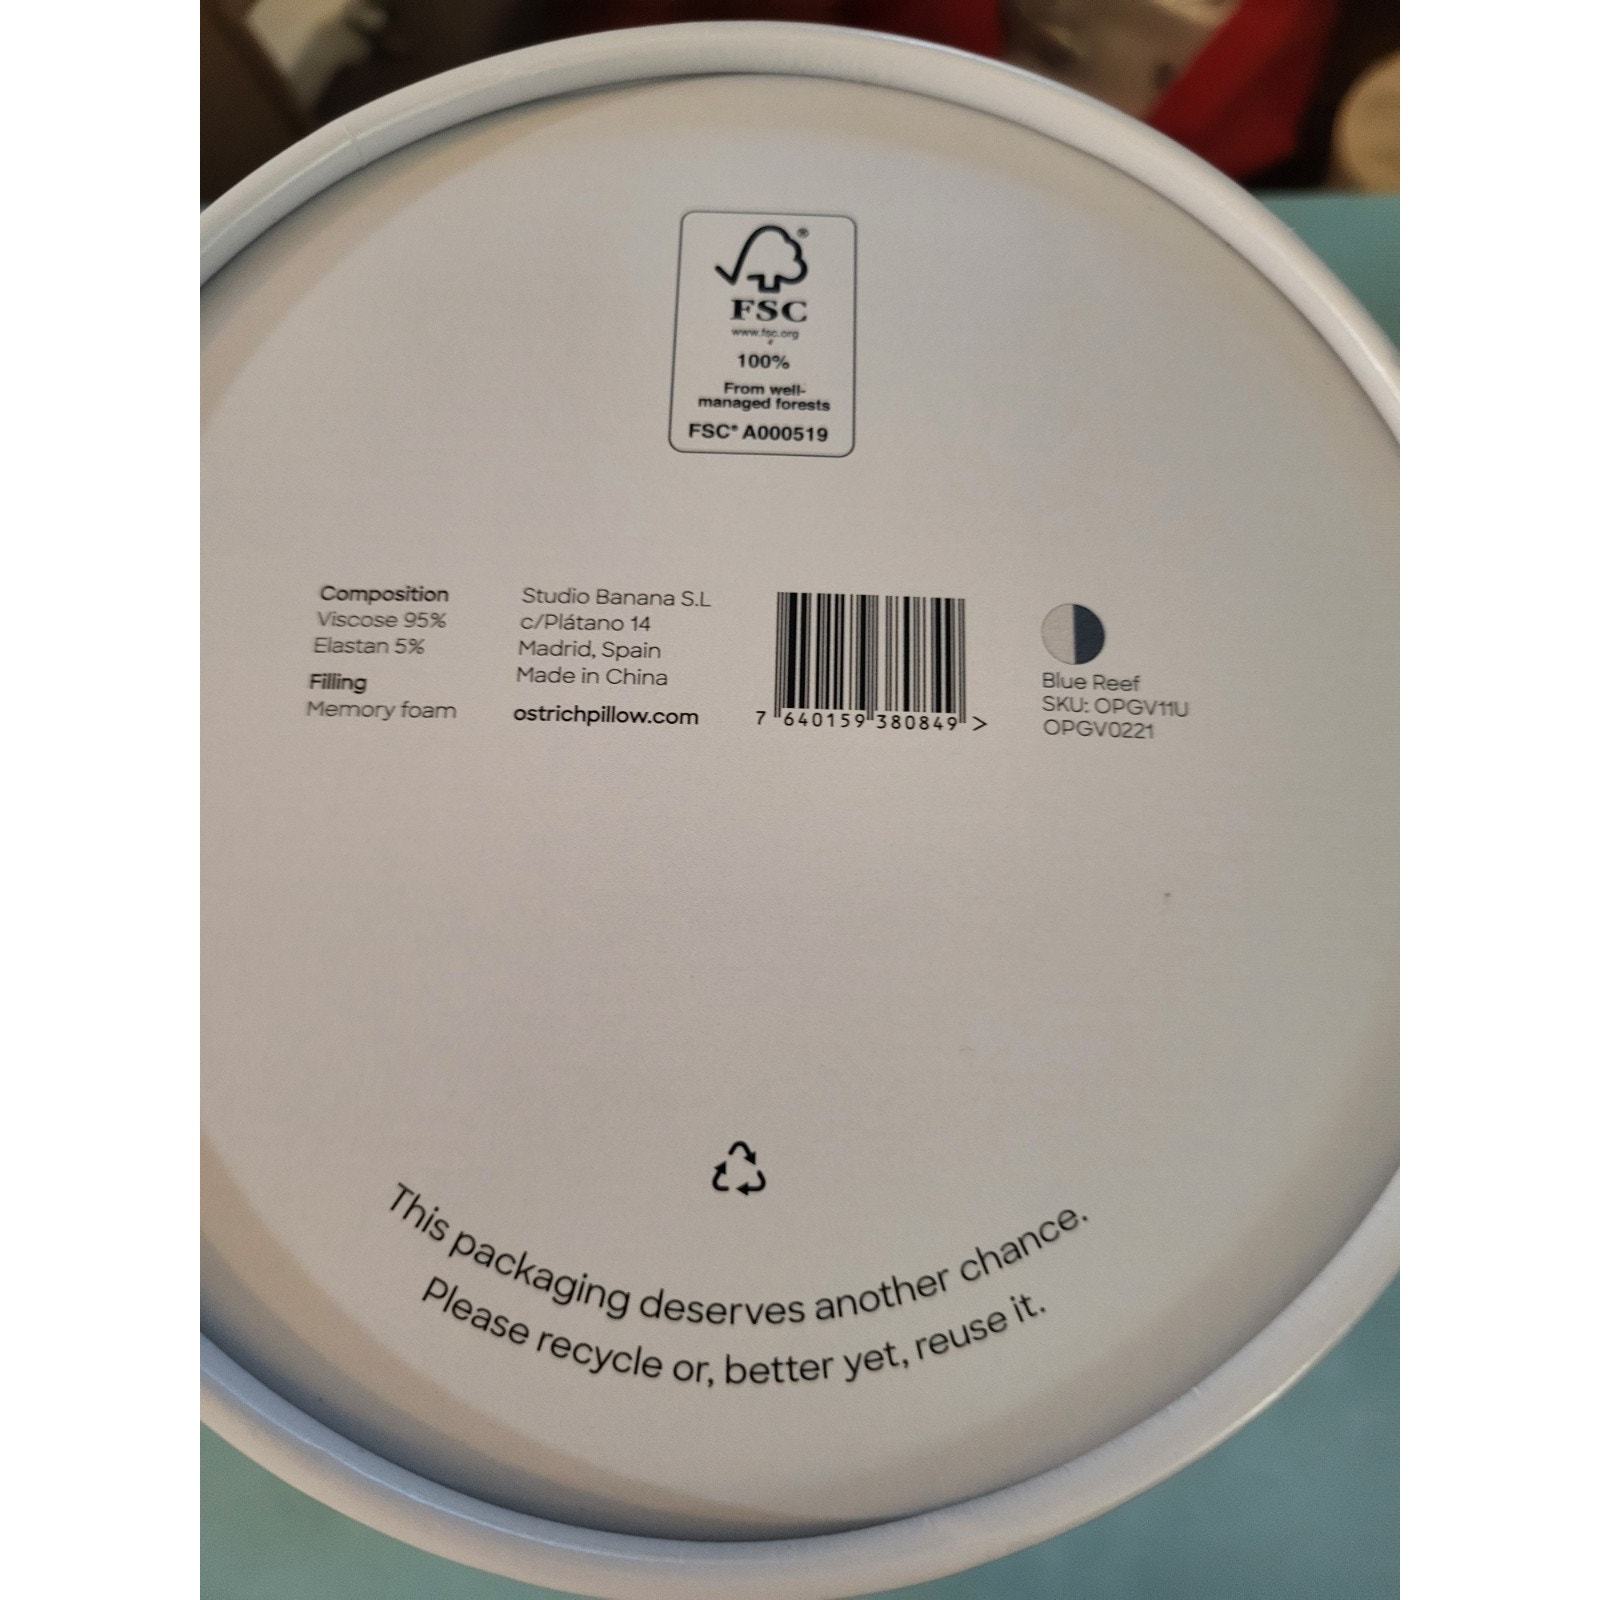 FSC®
www.fsc.org
100%
From well-
managed forests
FSC® A000519
Composition
Viscose 95%
Elastan 5%
Filling
Memory foam
Studio Banana S.L
c/Plátano 14
Madrid, Spain
Made in China
ostrichpillow.com
7 640159 380849 >
Blue Reef
SKU: OPGV11U
OPGV0221
This packaging deserves another chance.
Please recycle or, better yet, reuse it.